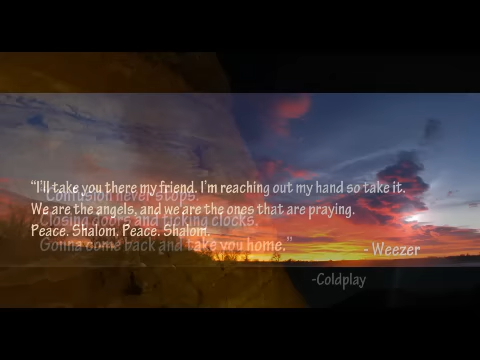 “I’ll take you there my friend. I’m reaching out my hand so take it.
We are the angels, and we are the ones that are praying.
Peace. Shalom. Peace. Shalom.
- Weezer
Confusion never stops.
Closing doors and ticking clocks.
Gonna come back and take you home.”
-Coldplay